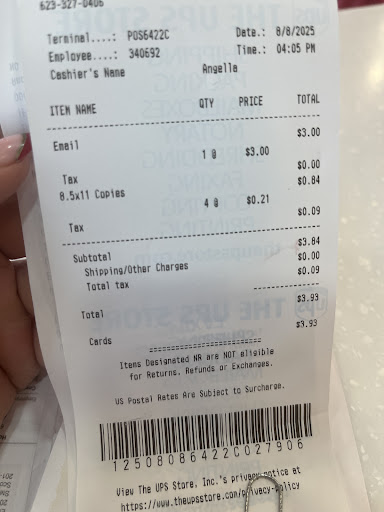 623-327-0406
Terminal....: POS6422C Date.: 8/8/2025
Employee....: 340692 Time.: 04:05 PM
Cashier's Name Angella
ITEM NAME QTY PRICE TOTAL
Email $3.00
1 @ $3.00
Tax $0.00
8.5x11 Copies $0.84
4 @ $0.21
Tax $0.09
Subtotal $3.84
Shipping/Other Charges $0.00
Total tax $0.09
Total $3.93
Cards $3.93
Items Designated NR are NOT eligible
for Returns. Refunds or Exchanges.
US Postal Rates Are Subject to Surcharge.
12508086422C027906
View The UPS Store, Inc.'s privacy notice at
https://www.theupsstore.com/privacy-policy